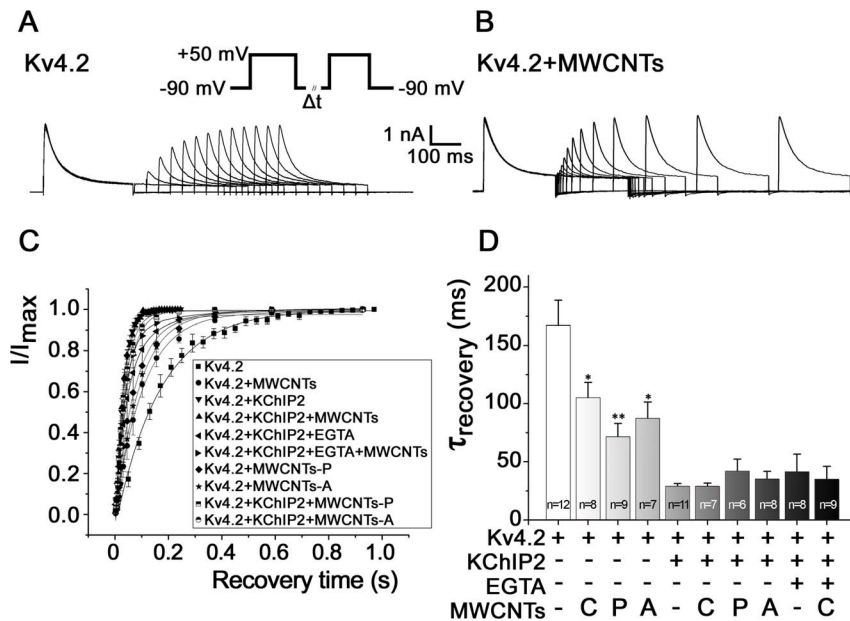 A
Kv4.2
+50 mV
-90 mV
//
Δt
-90 mV
1 nA
100 ms
B
Kv4.2+MWCNTs
C
I/Imax
1.0
0.8
0.6
0.4
0.2
0.0
Kv4.2
Kv4.2+MWCNTs
Kv4.2+KChIP2
Kv4.2+KChIP2+MWCNTs
Kv4.2+KChIP2+EGTA
Kv4.2+KChIP2+EGTA+MWCNTs
Kv4.2+MWCNTs-P
Kv4.2+MWCNTs-A
Kv4.2+KChIP2+MWCNTs-P
Kv4.2+KChIP2+MWCNTs-A
0.0 0.2 0.4 0.6 0.8 1.0
Recovery time (s)
D
τrecovery (ms)
200
150
100
50
0
* ** *
n=12 n=8 n=9 n=7 n=11 n=7 n=6 n=8 n=8 n=9
Kv4.2 + + + + + + + + + +
KChIP2 - - - - + + + + + +
EGTA - - - - - - - - + +
MWCNTs - C P A - C P A - C